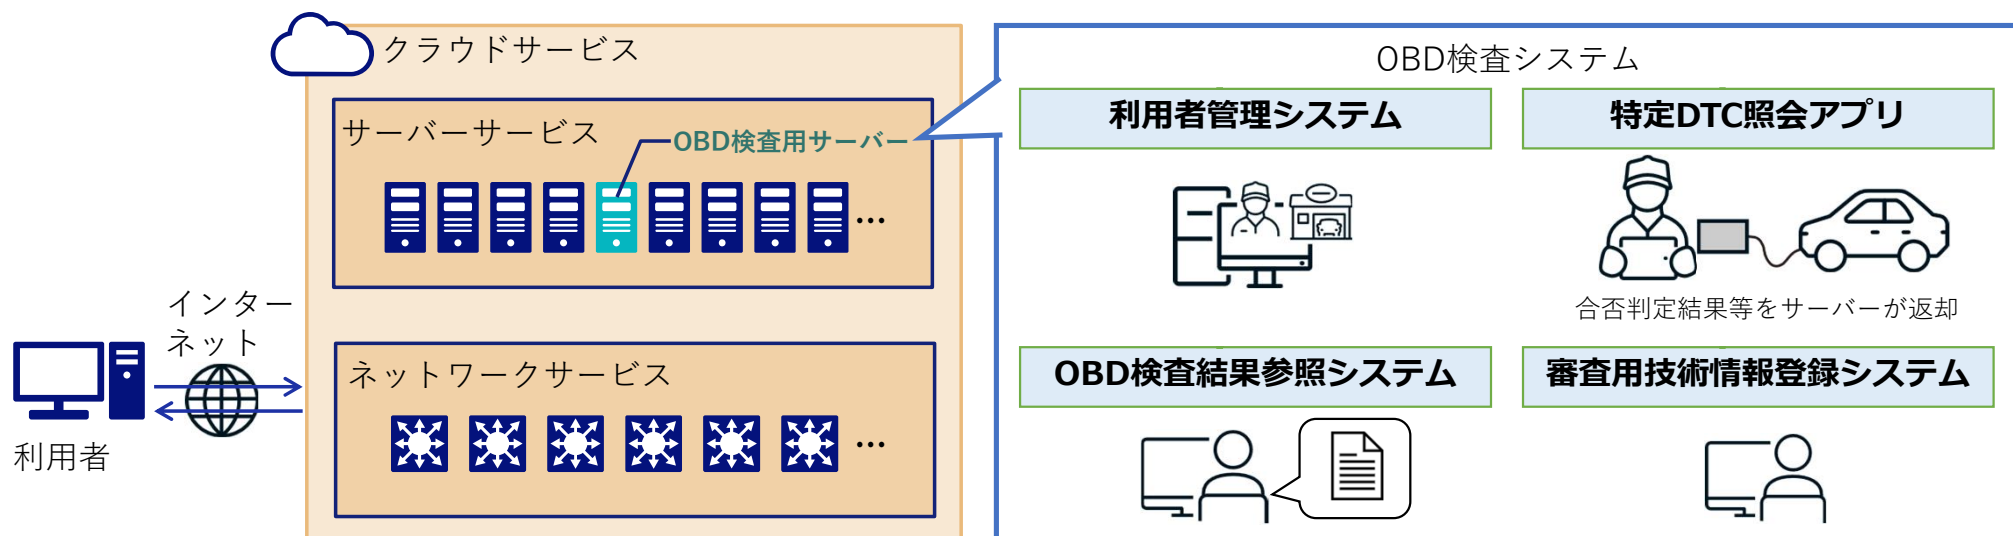 クラウドサービス
サーバーサービス
OBD検査用サーバー
…
インター
ネット
利用者
ネットワークサービス
…
OBD検査システム
利用者管理システム
特定DTC照会アプリ
合否判定結果等をサーバーが返却
OBD検査結果参照システム
審査用技術情報登録システム